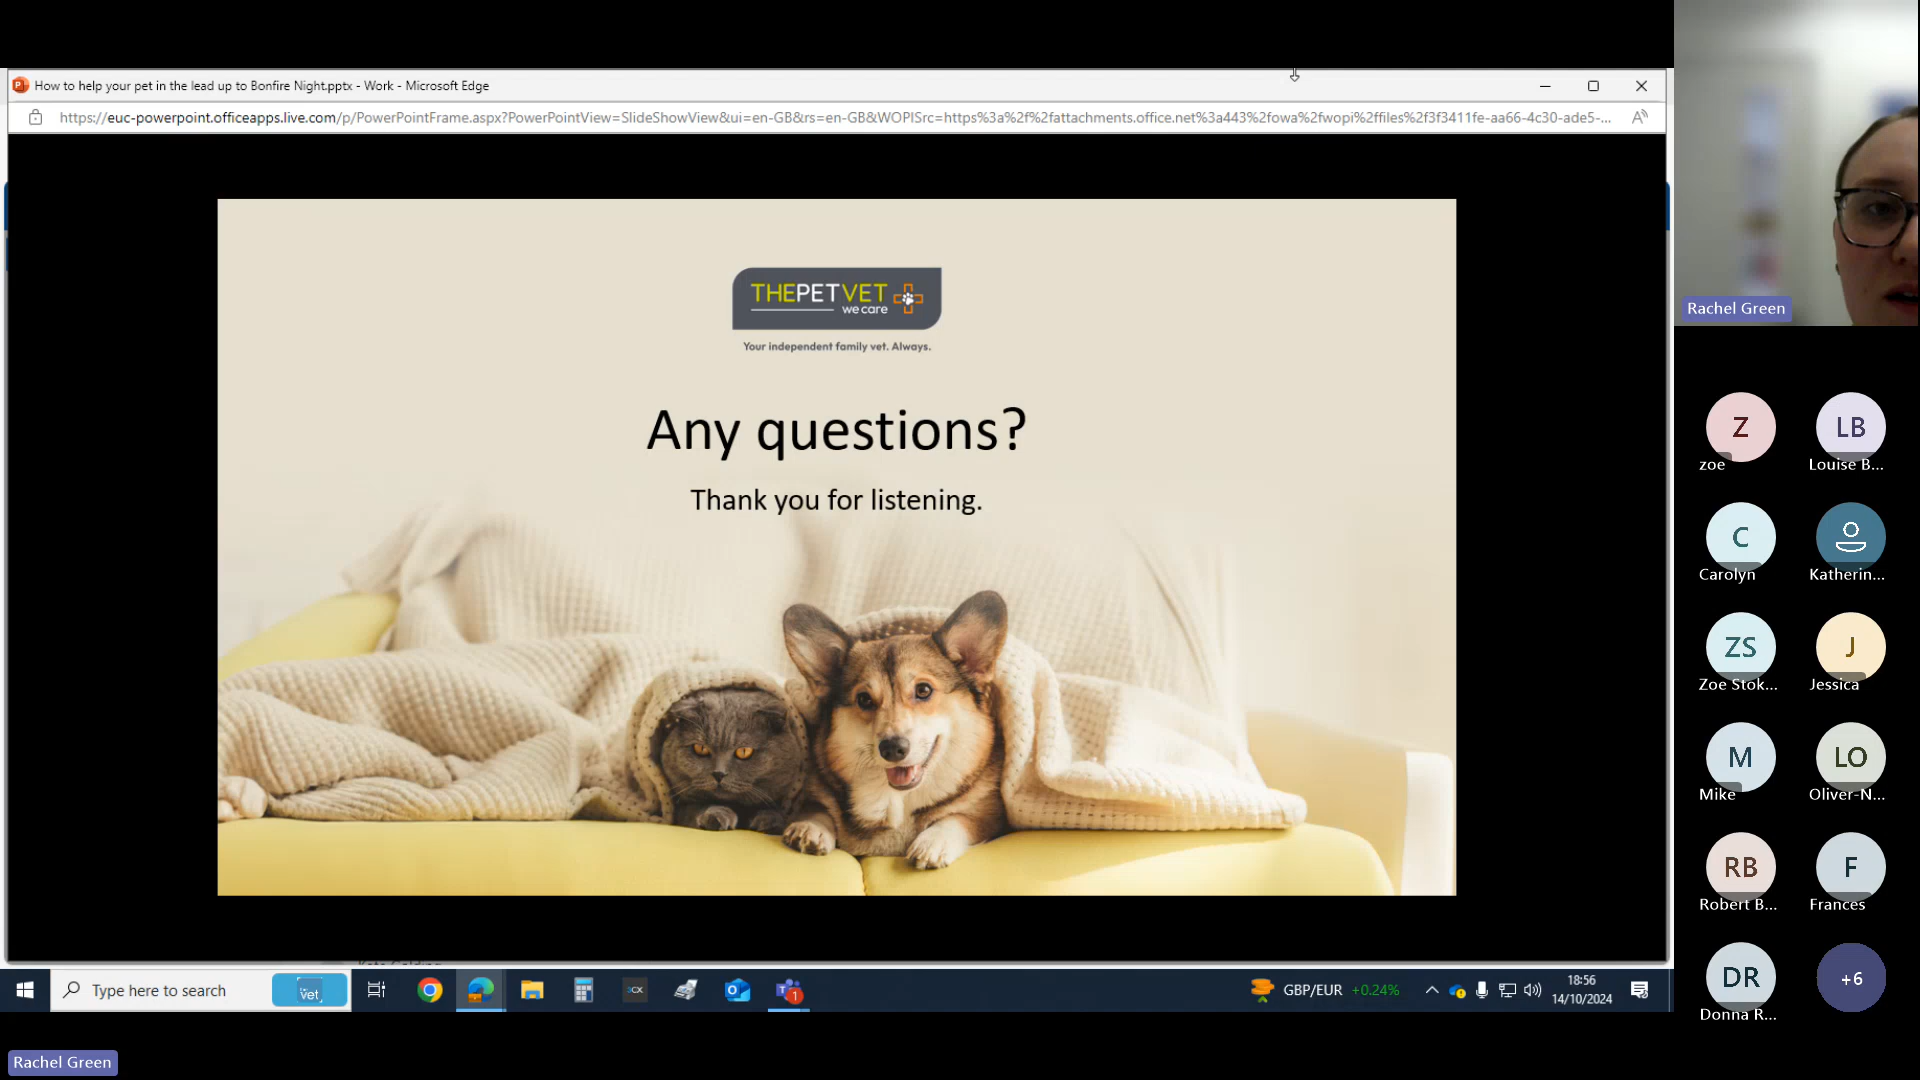 How to help your pet in the lead up to Bonfire Night.pptx - Work - Microsoft Edge
https://euc-powerpoint.officeapps.live.com/p/PowerPointFrame.aspx?PowerPointView=SlideShowView&ui=en-GB&rs=en-GB&WOPISrc=https%3a%2f%2fattachments.office.net%3a443%2fowa%2fwopi%2ffiles%2f3f3411fe-aa66-4c30-ade5-...
THEPETVET
we care
Your independent family vet. Always.
Any questions?
Thank you for listening.
Type here to search
Vet
3CX
1
GBP/EUR +0.24%
18:56
14/10/2024
Rachel Green
Rachel Green
Z LB
zoe Louise B...
C
Carolyn Katherin...
ZS J
Zoe Stok... Jessica
M LO
Mike Oliver-N...
RB F
Robert B... Frances
DR +6
Donna R...